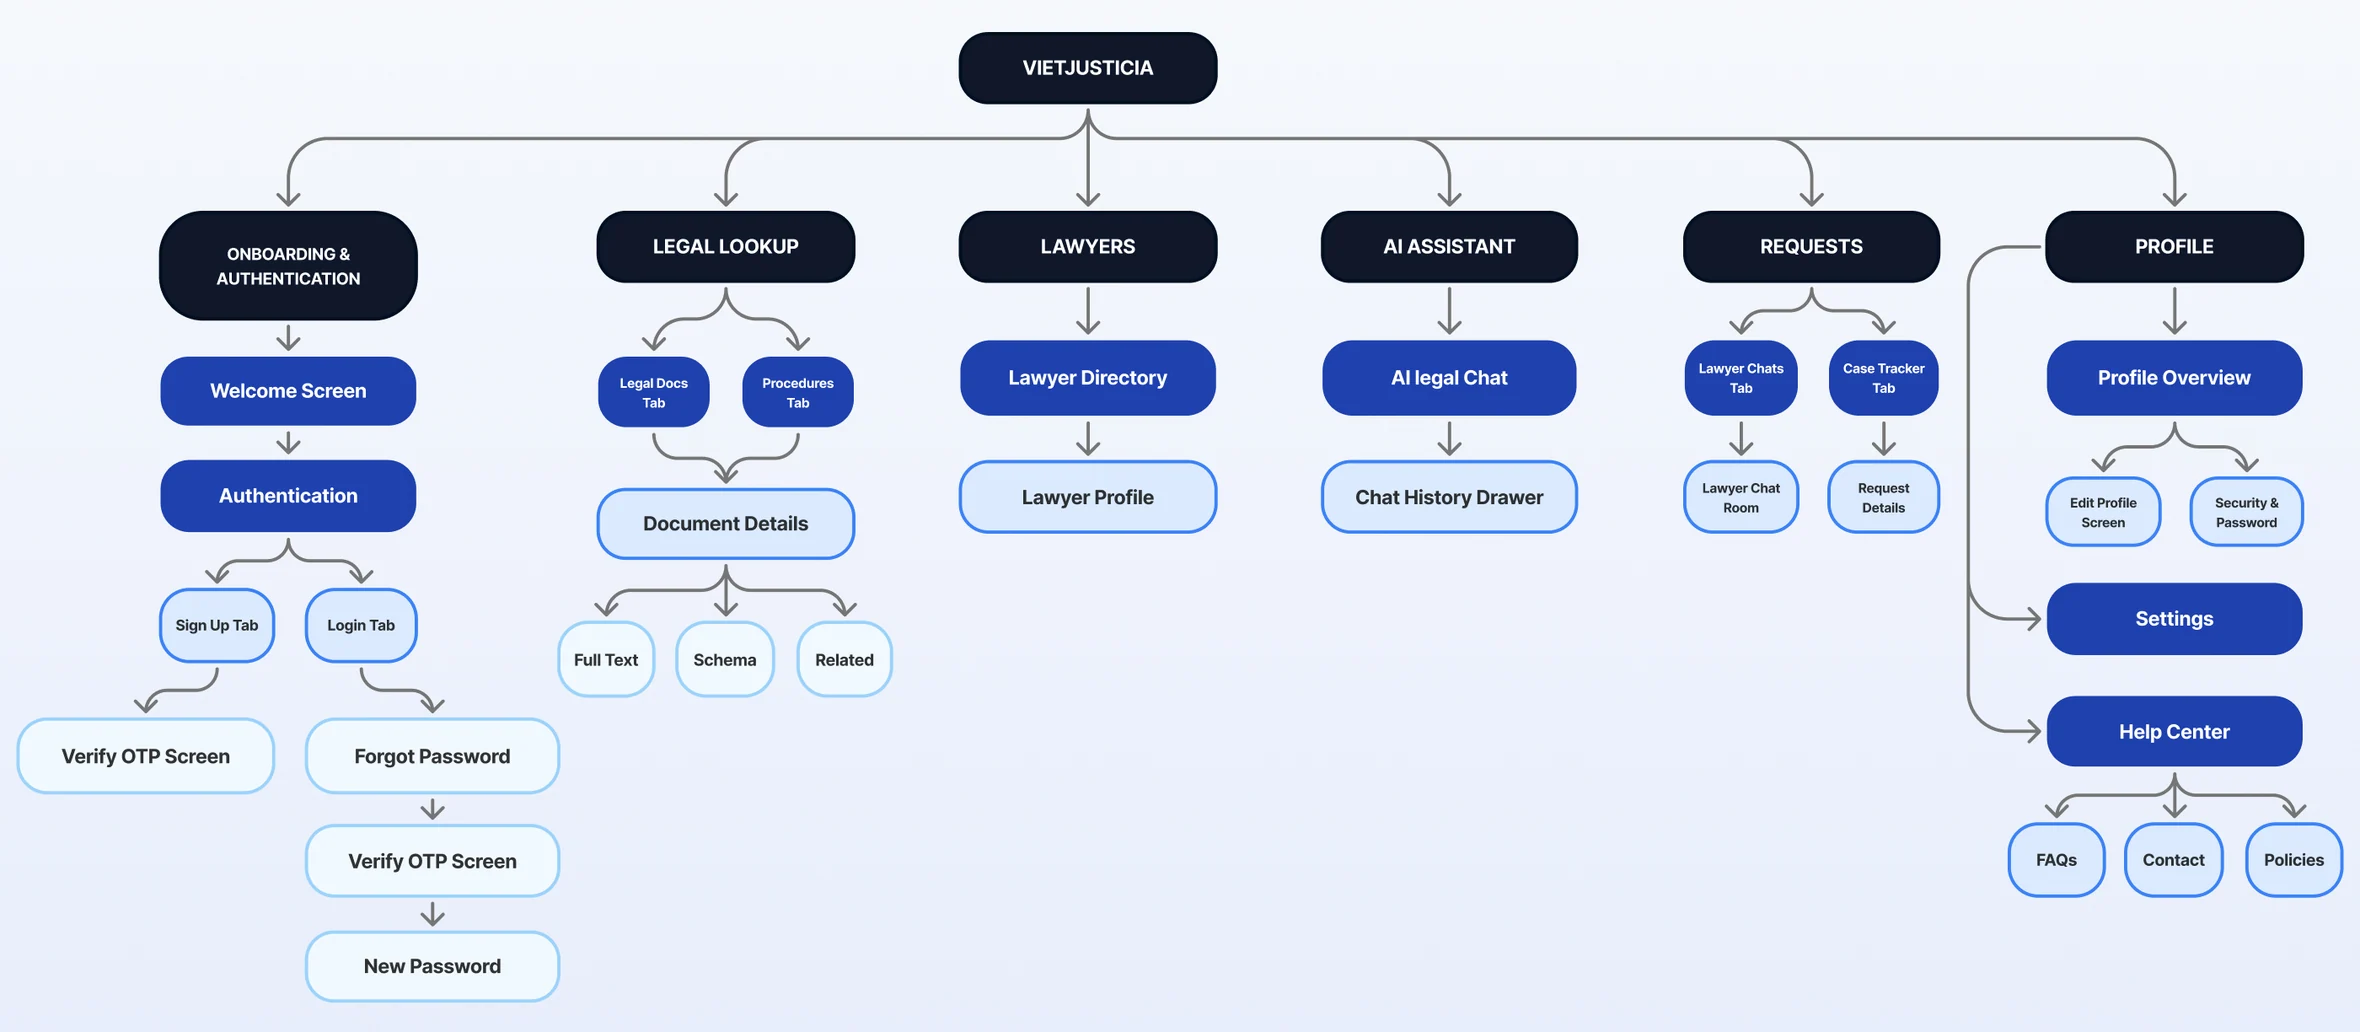 VIETJUSTICIA
ONBOARDING &
AUTHENTICATION
LEGAL LOOKUP
LAWYERS
AI ASSISTANT
REQUESTS
PROFILE
Welcome Screen
Authentication
Sign Up Tab
Login Tab
Verify OTP Screen
Forgot Password
Verify OTP Screen
New Password
Legal Docs
Tab
Procedures
Tab
Document Details
Full Text
Schema
Related
Lawyer Directory
Lawyer Profile
AI legal Chat
Chat History Drawer
Lawyer Chats
Tab
Case Tracker
Tab
Lawyer Chat
Room
Request
Details
Profile Overview
Edit Profile
Screen
Security &
Password
Settings
Help Center
FAQs
Contact
Policies